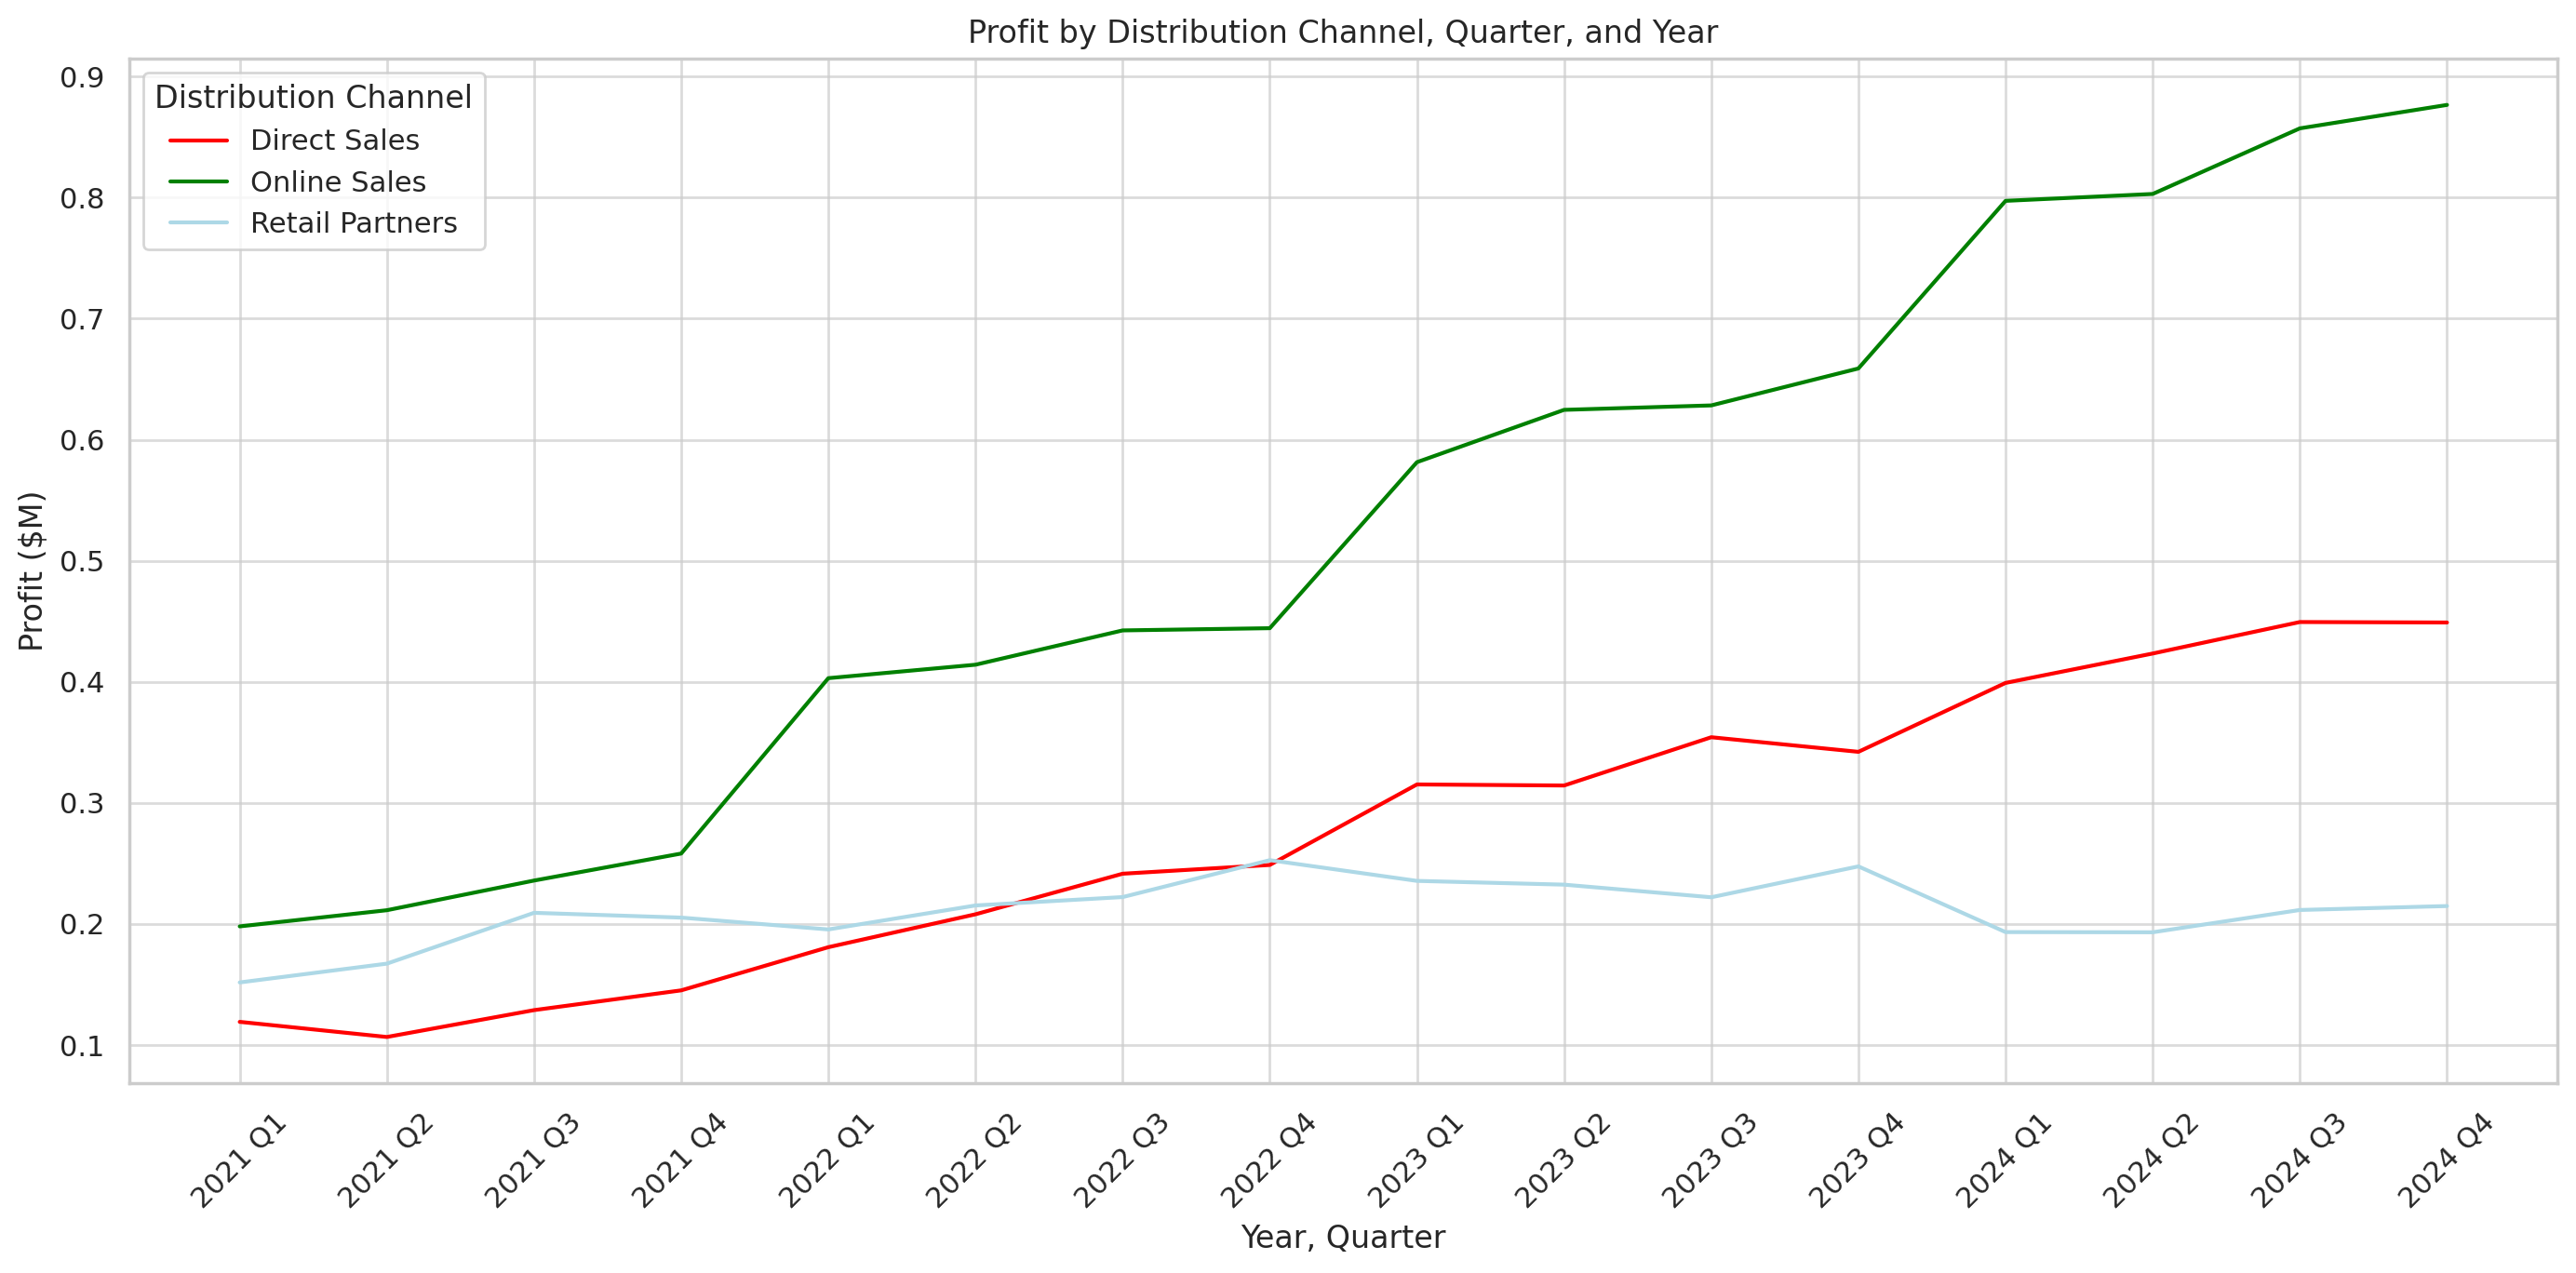 Profit by Distribution Channel, Quarter, and Year
Distribution Channel
Direct Sales
Online Sales
Retail Partners
Profit ($M)
0.9
0.8
0.7
0.6
0.5
0.4
0.3
0.2
0.1
2021 Q1
2021 Q2
2021 Q3
2021 Q4
2022 Q1
2022 Q2
2022 Q3
2022 Q4
2023 Q1
2023 Q2
2023 Q3
2023 Q4
2024 Q1
2024 Q2
2024 Q3
2024 Q4
Year, Quarter